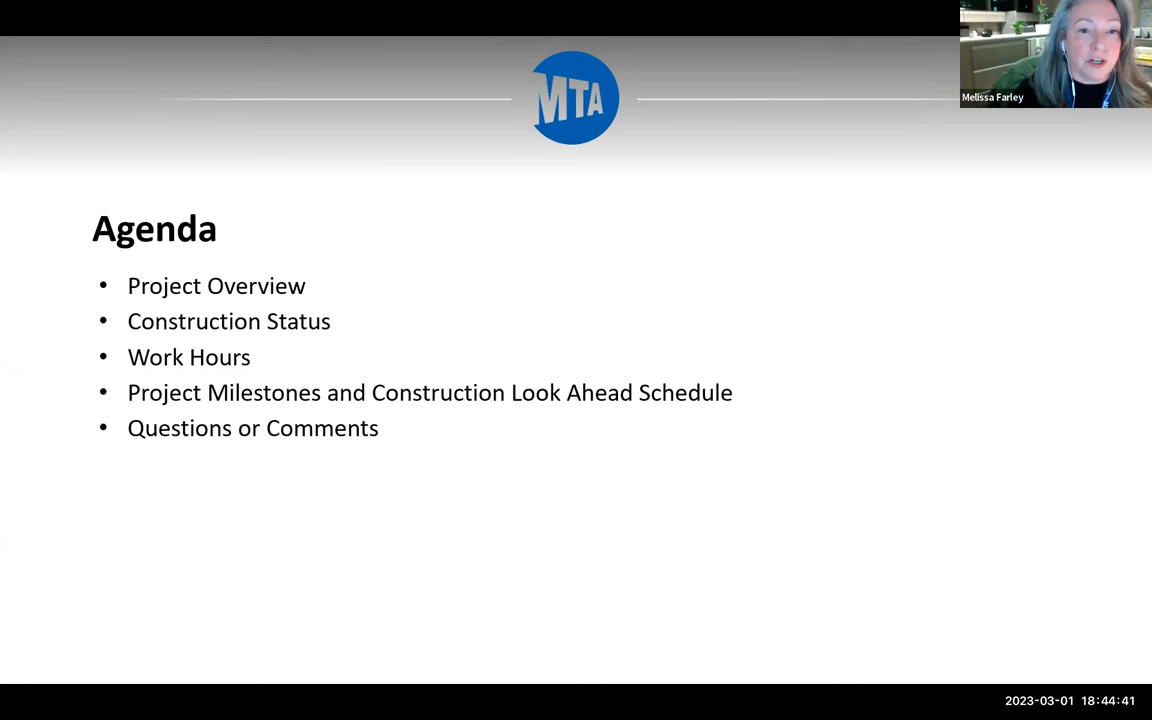 MTA
Melissa Farley
Agenda
• Project Overview
• Construction Status
• Work Hours
• Project Milestones and Construction Look Ahead Schedule
• Questions or Comments
2023-03-01 18:44:41